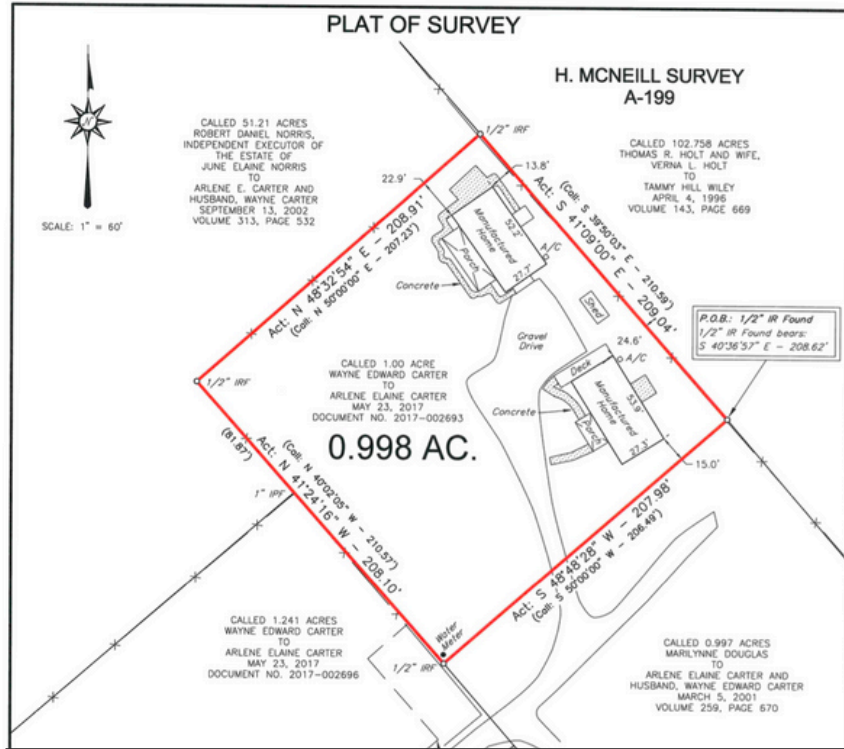 PLAT OF SURVEY
H. MCNEILL SURVEY
A-199
N
SCALE: 1" = 60'
CALLED 51.21 ACRES
ROBERT DANIEL NORRIS,
INDEPENDENT EXECUTOR OF
THE ESTATE OF
JUNE ELAINE NORRIS
TO
ARLENE E. CARTER AND
HUSBAND, WAYNE CARTER
SEPTEMBER 13, 2002
VOLUME 313, PAGE 532
1/2" IRF
CALLED 102.758 ACRES
THOMAS R. HOLT AND WIFE,
VERNA L. HOLT
TO
TAMMY HILL WILEY
APRIL 4, 1996
VOLUME 143, PAGE 669
22.9'
13.8'
Act: N 48°32'54" E - 208.91'
(Call: N 50°00'00" E - 207.23')
(Call: S 39°50'03" E - 210.59')
Act: S 41°09'00" E - 209.04'
Manufactured
Home
52.2'
27.7'
Porch
A/C
Concrete
Shed
Gravel
Drive
P.O.B.: 1/2" IR Found
1/2" IR Found bears:
S 40°36'57" E - 208.62'
24.6'
A/C
Deck
Manufactured
Home
53.9'
27.3'
Concrete
Porch
15.0'
1/2" IRF
CALLED 1.00 ACRE
WAYNE EDWARD CARTER
TO
ARLENE ELAINE CARTER
MAY 23, 2017
DOCUMENT NO. 2017-002693
0.998 AC.
(81.87')
(Call: N 40°02'05" W - 210.57')
Act: N 41°24'16" W - 208.10'
1" IPF
Act: S 48°48'28" W - 207.98'
(Call: S 50°00'00" W - 206.49')
CALLED 1.241 ACRES
WAYNE EDWARD CARTER
TO
ARLENE ELAINE CARTER
MAY 23, 2017
DOCUMENT NO. 2017-002696
Water
Meter
1/2" IRF
CALLED 0.997 ACRES
MARILYNNE DOUGLAS
TO
ARLENE ELAINE CARTER AND
HUSBAND, WAYNE EDWARD CARTER
MARCH 5, 2001
VOLUME 259, PAGE 670